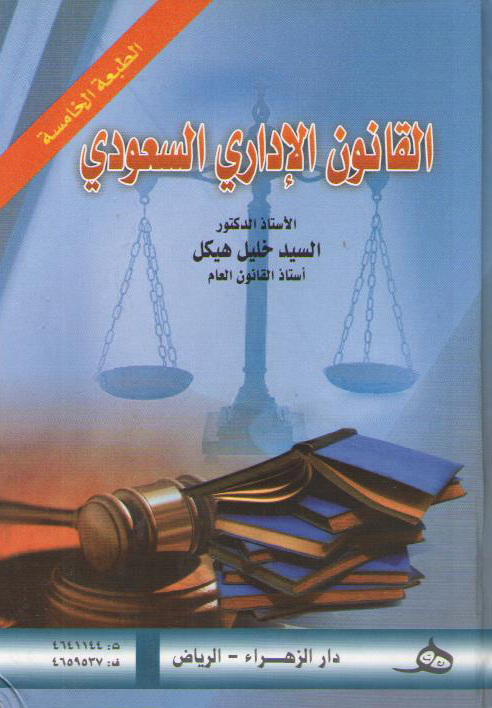 الطبعة الخامسة
القانون الإداري السعودي
الأستاذ الدكتور
السيد خليل هيكل
أستاذ القانون العام
دار الزهراء - الرياض
ت: ٤٦٤١١٤٤
ف: ٤٦٥٩٥٣٧